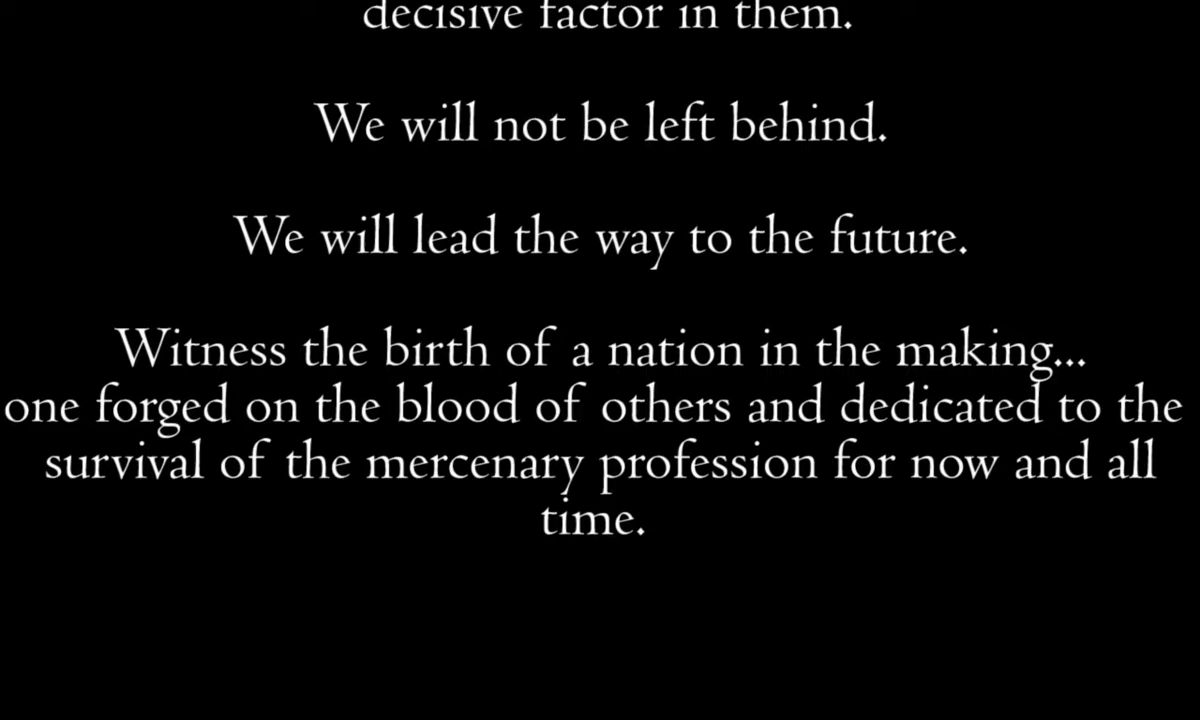 decisive factor in them.
We will not be left behind.
We will lead the way to the future.
Witness the birth of a nation in the making...
one forged on the blood of others and dedicated to the
survival of the mercenary profession for now and all
time.